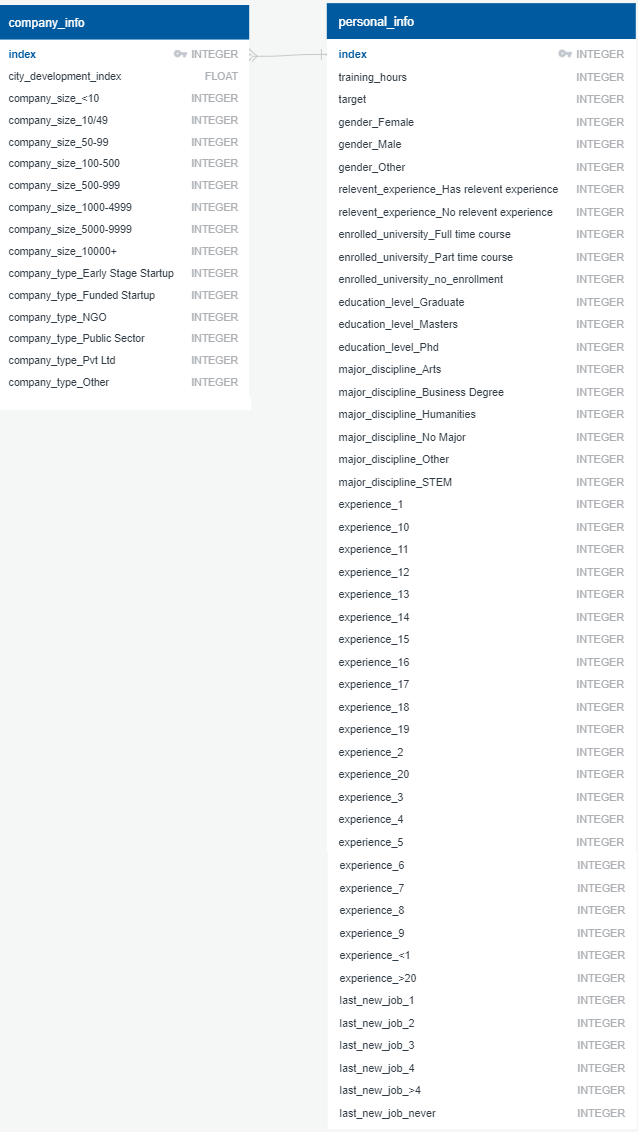 company_info
index INTEGER
city_development_index FLOAT
company_size_<10 INTEGER
company_size_10/49 INTEGER
company_size_50-99 INTEGER
company_size_100-500 INTEGER
company_size_500-999 INTEGER
company_size_1000-4999 INTEGER
company_size_5000-9999 INTEGER
company_size_10000+ INTEGER
company_type_Early Stage Startup INTEGER
company_type_Funded Startup INTEGER
company_type_NGO INTEGER
company_type_Public Sector INTEGER
company_type_Pvt Ltd INTEGER
company_type_Other INTEGER
personal_info
index INTEGER
training_hours INTEGER
target INTEGER
gender_Female INTEGER
gender_Male INTEGER
gender_Other INTEGER
relevent_experience_Has relevent experience INTEGER
relevent_experience_No relevent experience INTEGER
enrolled_university_Full time course INTEGER
enrolled_university_Part time course INTEGER
enrolled_university_no_enrollment INTEGER
education_level_Graduate INTEGER
education_level_Masters INTEGER
education_level_Phd INTEGER
major_discipline_Arts INTEGER
major_discipline_Business Degree INTEGER
major_discipline_Humanities INTEGER
major_discipline_No Major INTEGER
major_discipline_Other INTEGER
major_discipline_STEM INTEGER
experience_1 INTEGER
experience_10 INTEGER
experience_11 INTEGER
experience_12 INTEGER
experience_13 INTEGER
experience_14 INTEGER
experience_15 INTEGER
experience_16 INTEGER
experience_17 INTEGER
experience_18 INTEGER
experience_19 INTEGER
experience_2 INTEGER
experience_20 INTEGER
experience_3 INTEGER
experience_4 INTEGER
experience_5 INTEGER
experience_6 INTEGER
experience_7 INTEGER
experience_8 INTEGER
experience_9 INTEGER
experience_<1 INTEGER
experience_>20 INTEGER
last_new_job_1 INTEGER
last_new_job_2 INTEGER
last_new_job_3 INTEGER
last_new_job_4 INTEGER
last_new_job_>4 INTEGER
last_new_job_never INTEGER